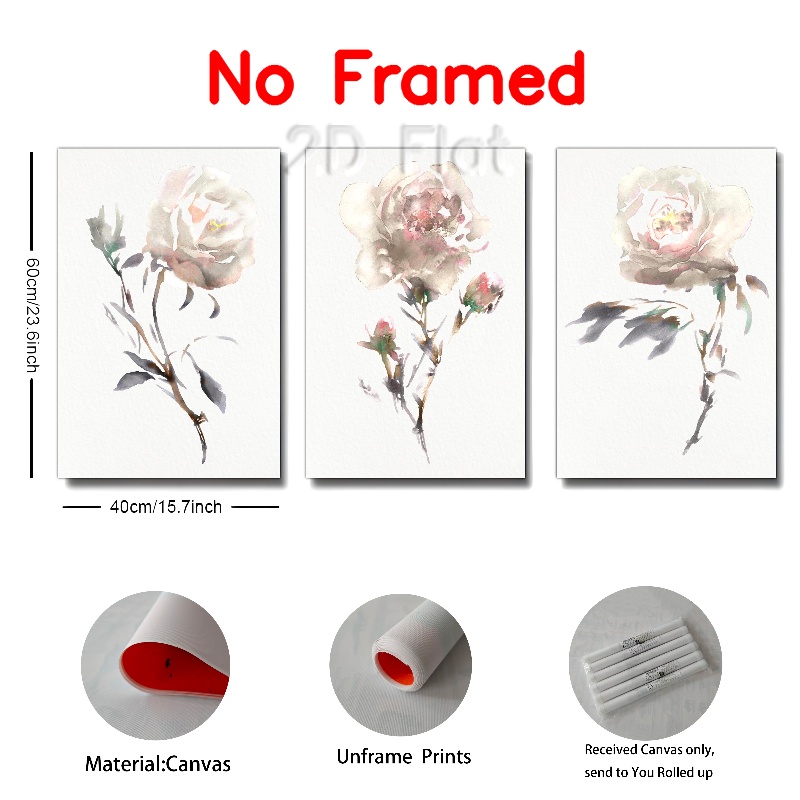 No Framed
2D Flat
60cm/23.6inch
40cm/15.7inch
Material:Canvas
Unframe Prints
Received Canvas only,
send to You Rolled up